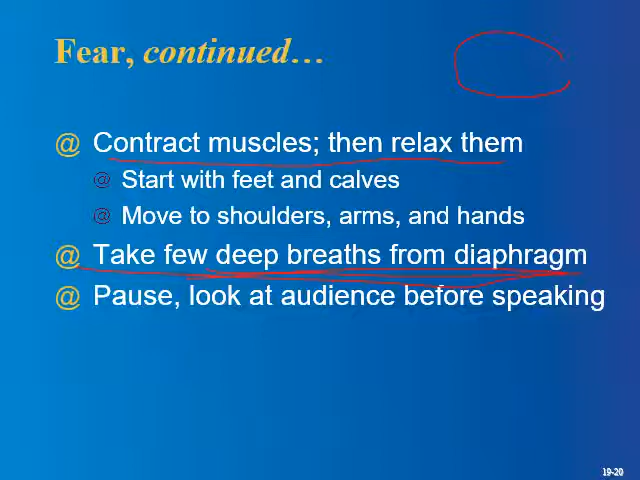 Fear, continued…
@ Contract muscles; then relax them
@ Start with feet and calves
@ Move to shoulders, arms, and hands
@ Take few deep breaths from diaphragm
@ Pause, look at audience before speaking
19-20